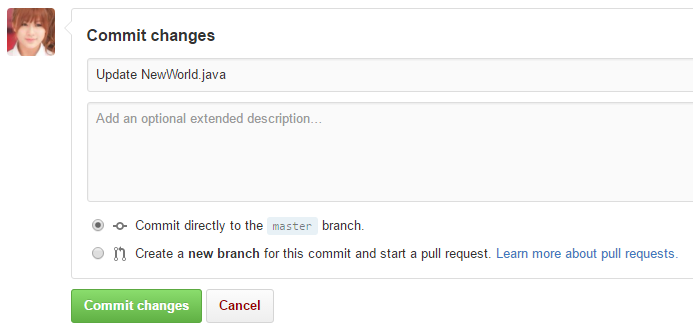 Commit changes
Update NewWorld.java
Add an optional extended description...
Commit directly to the master branch.
Create a new branch for this commit and start a pull request. Learn more about pull requests.
Commit changes Cancel